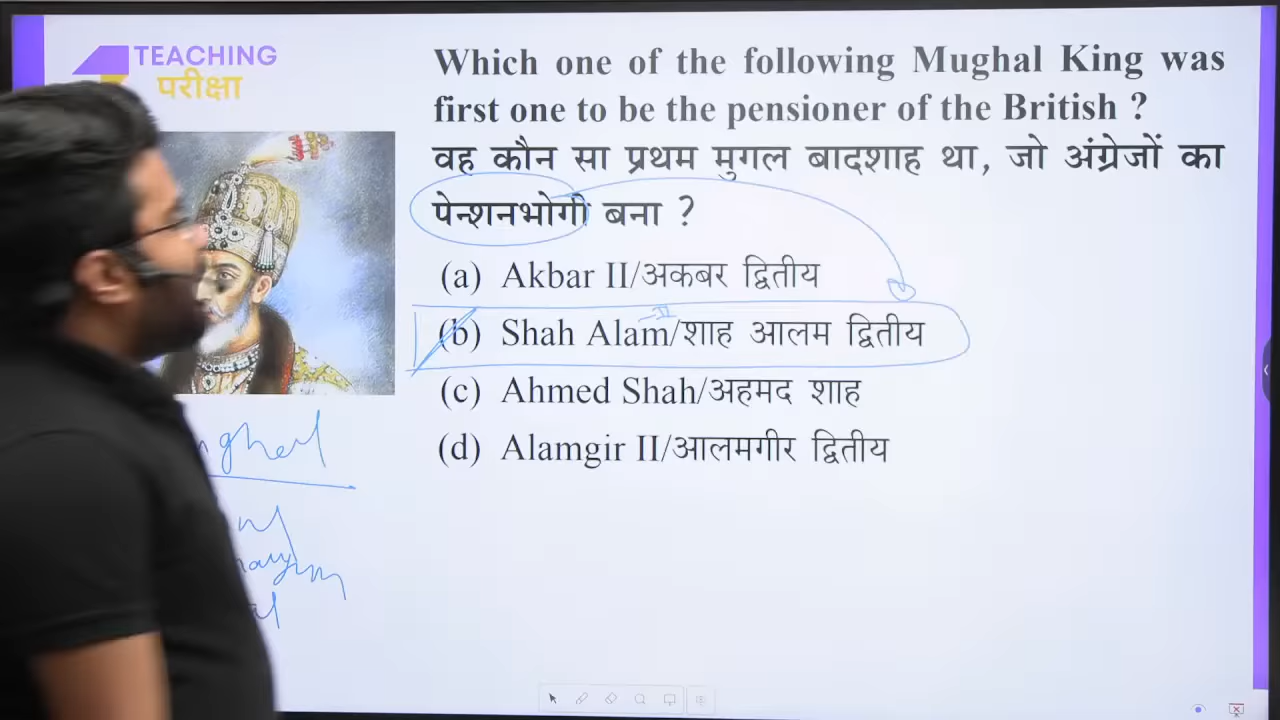 TEACHING
परीक्षा
Which one of the following Mughal King was
first one to be the pensioner of the British ?
वह कौन सा प्रथम मुगल बादशाह था, जो अंग्रेजों का
पेन्शनभोगी बना ?
(a) Akbar II/अकबर द्वितीय
II
(b) Shah Alam/शाह आलम द्वितीय
(c) Ahmed Shah/अहमद शाह
(d) Alamgir II/आलमगीर द्वितीय